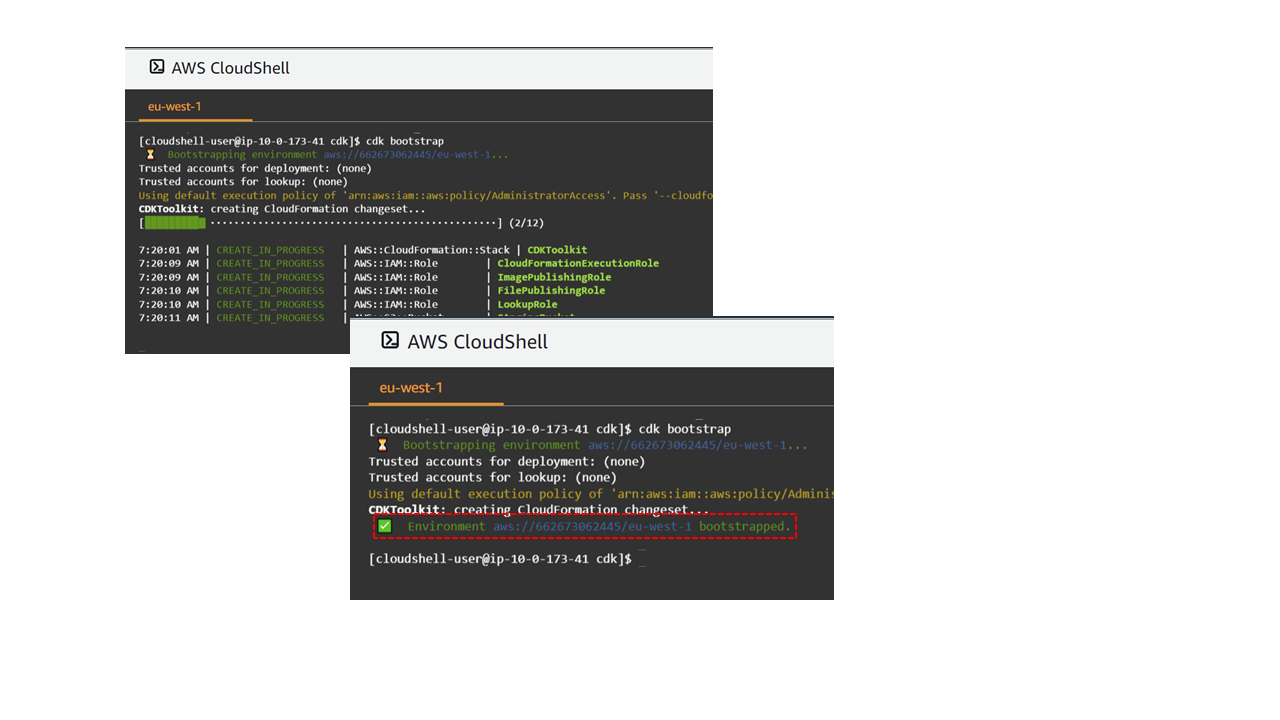 AWS CloudShell
eu-west-1
[cloudshell-user@ip-10-0-173-41 cdk]$ cdk bootstrap
⏳ Bootstrapping environment aws://662673062445/eu-west-1...
Trusted accounts for deployment: (none)
Trusted accounts for lookup: (none)
Using default execution policy of 'arn:aws:iam::aws:policy/AdministratorAccess'. Pass '--cloudfo
CDKToolkit: creating CloudFormation changeset...
[██████████·················································] (2/12)
7:20:01 AM | CREATE_IN_PROGRESS | AWS::CloudFormation::Stack | CDKToolkit
7:20:09 AM | CREATE_IN_PROGRESS | AWS::IAM::Role | CloudFormationExecutionRole
7:20:09 AM | CREATE_IN_PROGRESS | AWS::IAM::Role | ImagePublishingRole
7:20:10 AM | CREATE_IN_PROGRESS | AWS::IAM::Role | FilePublishingRole
7:20:10 AM | CREATE_IN_PROGRESS | AWS::IAM::Role | LookupRole
7:20:11 AM | CREATE_IN_PROGRESS |
AWS CloudShell
eu-west-1
[cloudshell-user@ip-10-0-173-41 cdk]$ cdk bootstrap
⏳ Bootstrapping environment aws://662673062445/eu-west-1...
Trusted accounts for deployment: (none)
Trusted accounts for lookup: (none)
Using default execution policy of 'arn:aws:iam::aws:policy/Adminis
CDKToolkit: creating CloudFormation changeset...
✅ Environment aws://662673062445/eu-west-1 bootstrapped.
[cloudshell-user@ip-10-0-173-41 cdk]$ _